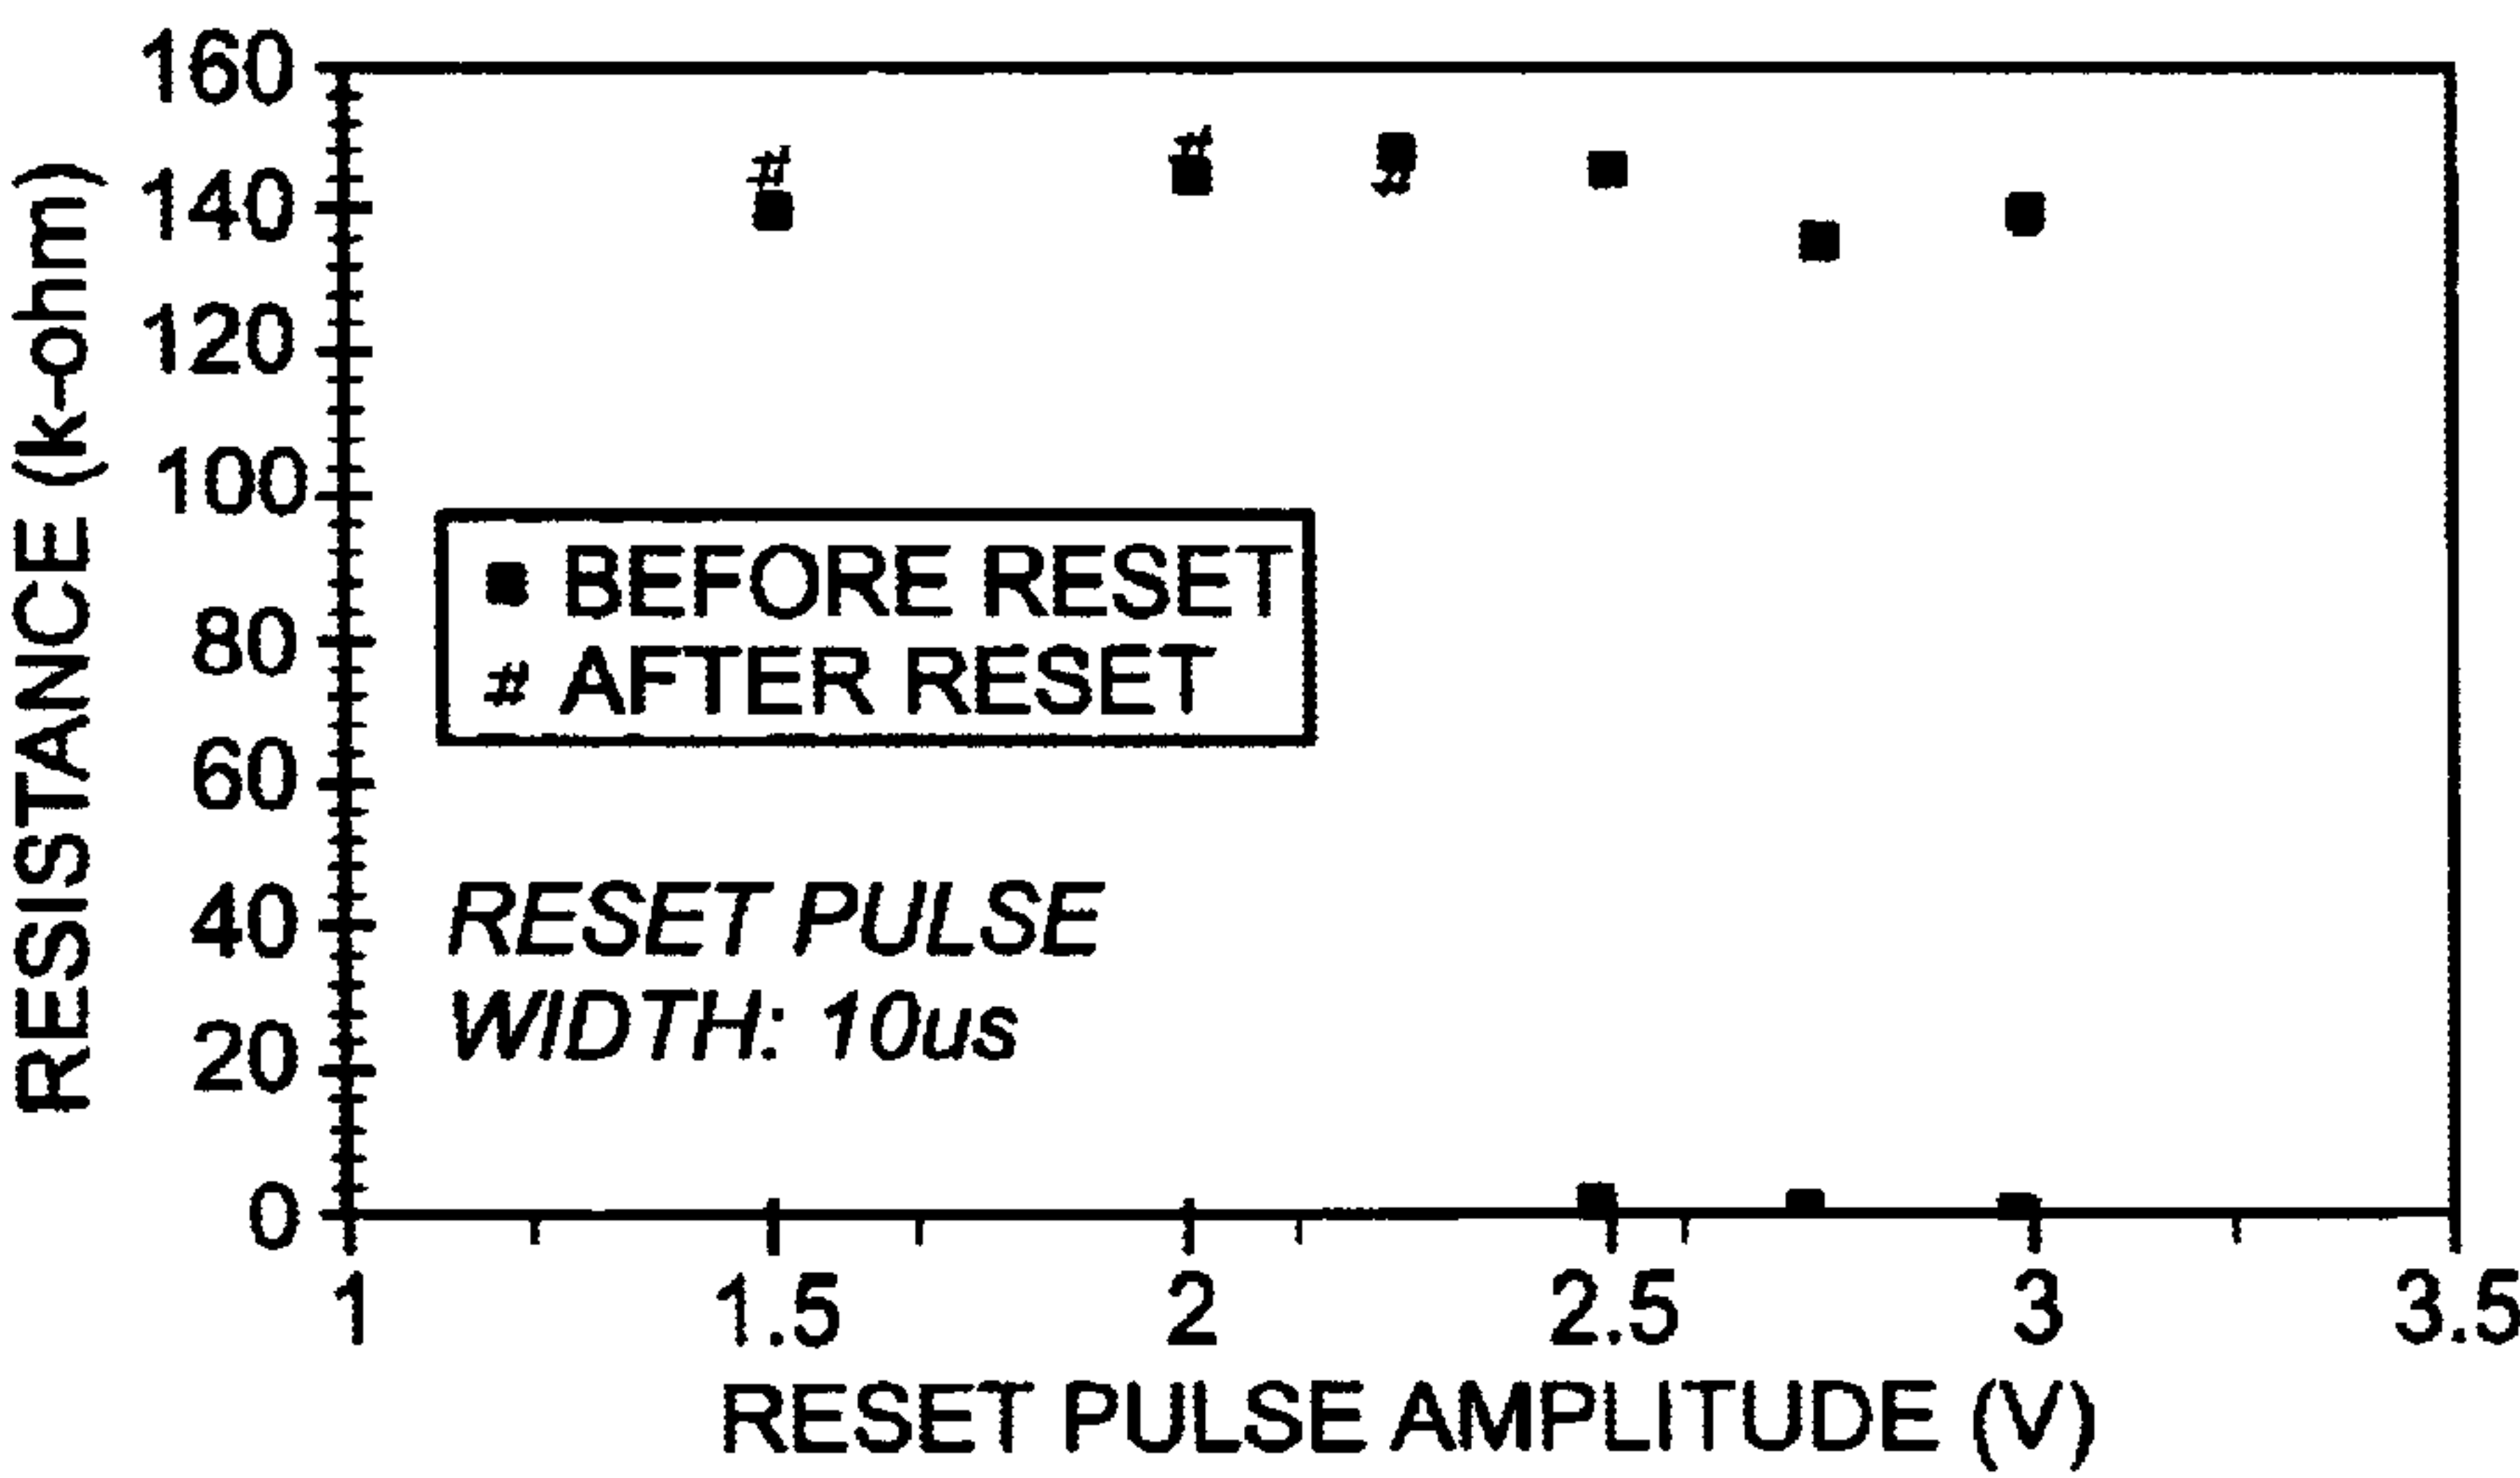 RESISTANCE (k-ohm)
160
140
120
100
80
60
40
20
0
■ BEFORE RESET
# AFTER RESET
RESET PULSE
WIDTH: 10us
1 1.5 2 2.5 3 3.5
RESET PULSE AMPLITUDE (V)